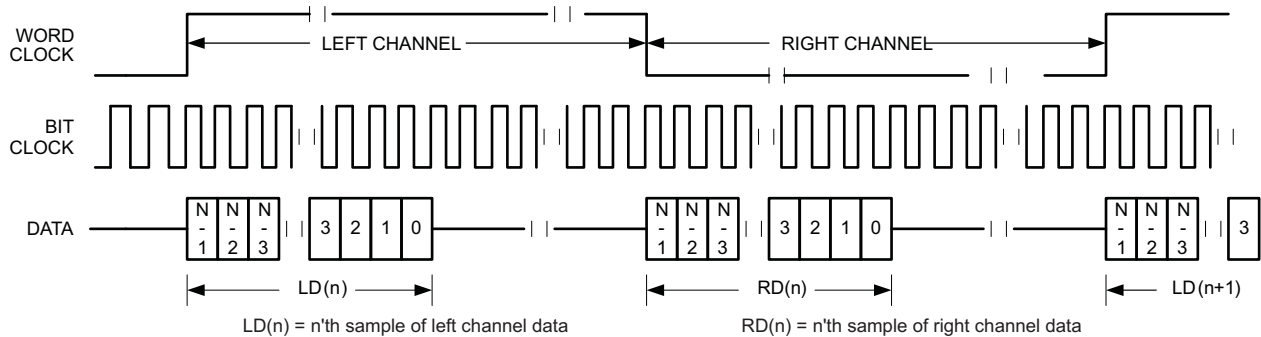 WORD
CLOCK
LEFT CHANNEL
RIGHT CHANNEL
BIT
CLOCK
DATA
N
-
1
N
-
2
N
-
3
3
2
1
0
N
-
1
N
-
2
N
-
3
3
2
1
0
N
-
1
N
-
2
N
-
3
3
LD(n)
RD(n)
LD(n+1)
LD(n) = n'th sample of left channel data
RD(n) = n'th sample of right channel data